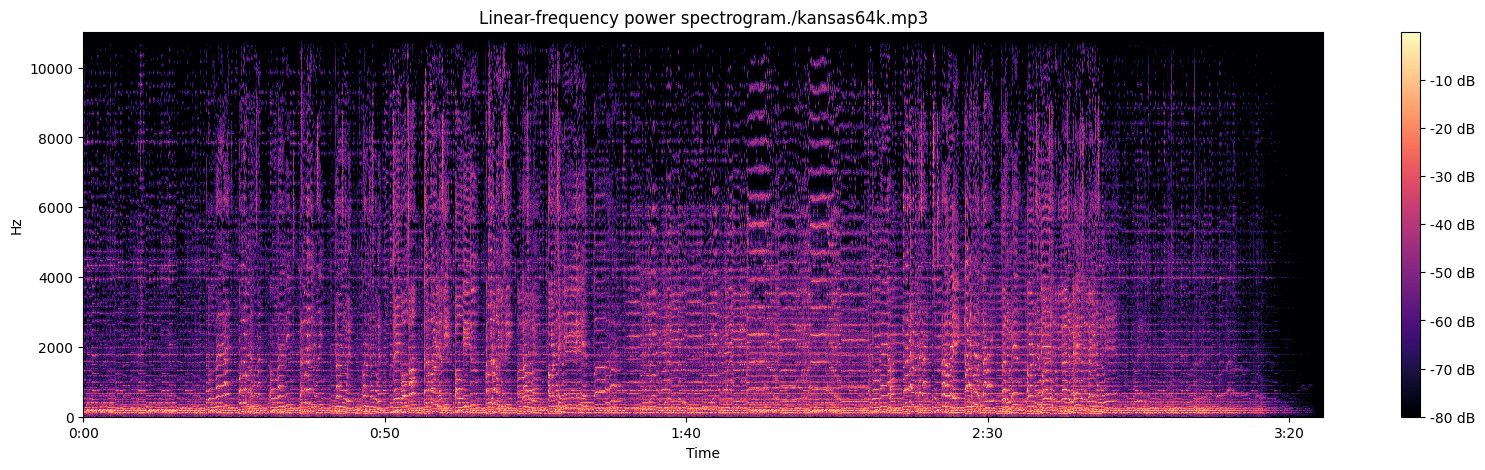 Linear-frequency power spectrogram./kansas64k.mp3
10000
8000
6000
4000
2000
0
Hz
0:00
0:50
1:40
2:30
3:20
Time
-10 dB
-20 dB
-30 dB
-40 dB
-50 dB
-60 dB
-70 dB
-80 dB